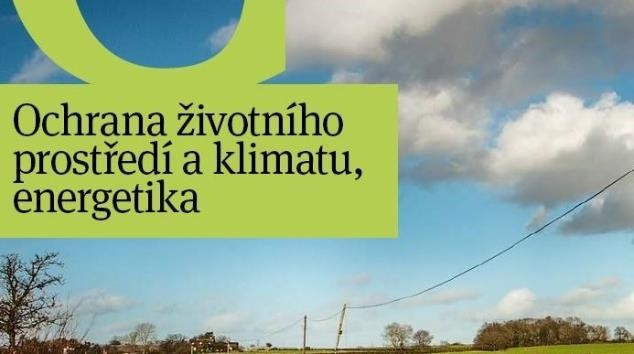 Ochrana životního
prostředí a klimatu,
energetika